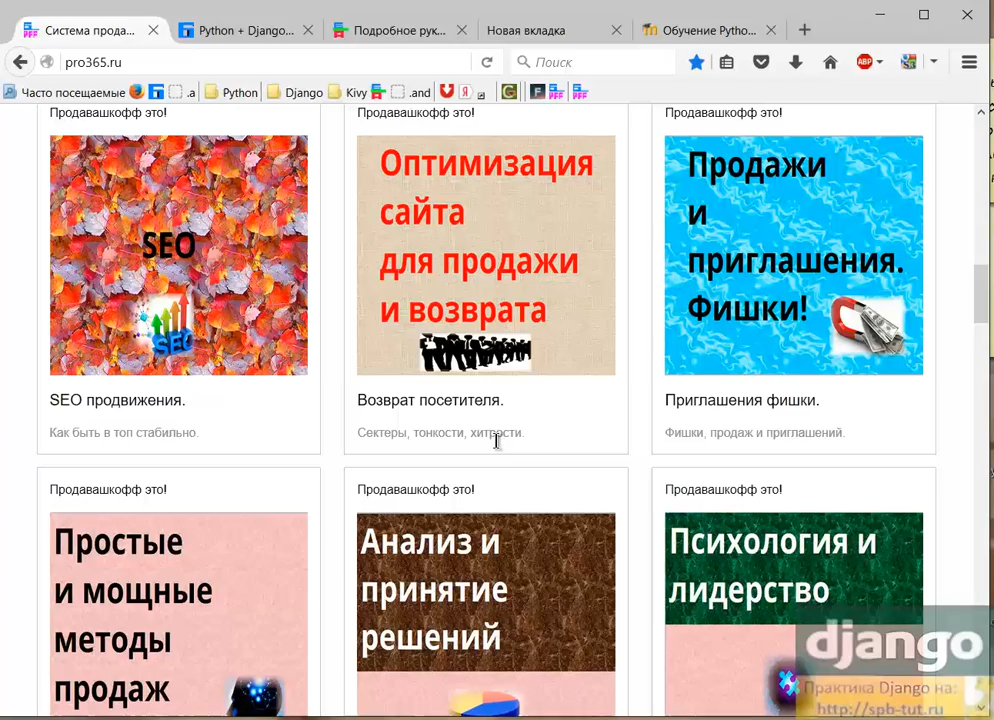 Система прода...
Python + Django...
Подробное рук...
Новая вкладка
Обучение Pytho...
pro365.ru
Поиск
ABP
Часто посещаемые
.a
Python
Django
Kivy
.and
Продавашкофф это!
Продавашкофф это!
Продавашкофф это!
SEO
SEO
Оптимизация
сайта
для продажи
и возврата
Продажи
и
приглашения.
Фишки!
SEO продвижения.
Возврат посетителя.
Приглашения фишки.
Как быть в топ стабильно.
Сектеры, тонкости, хитрости.
Фишки, продаж и приглашений.
Продавашкофф это!
Продавашкофф это!
Продавашкофф это!
Простые
и мощные
методы
продаж
Анализ и
принятие
решений
Психология и
лидерство
django
Практика Django на:
http://spb-tut.ru